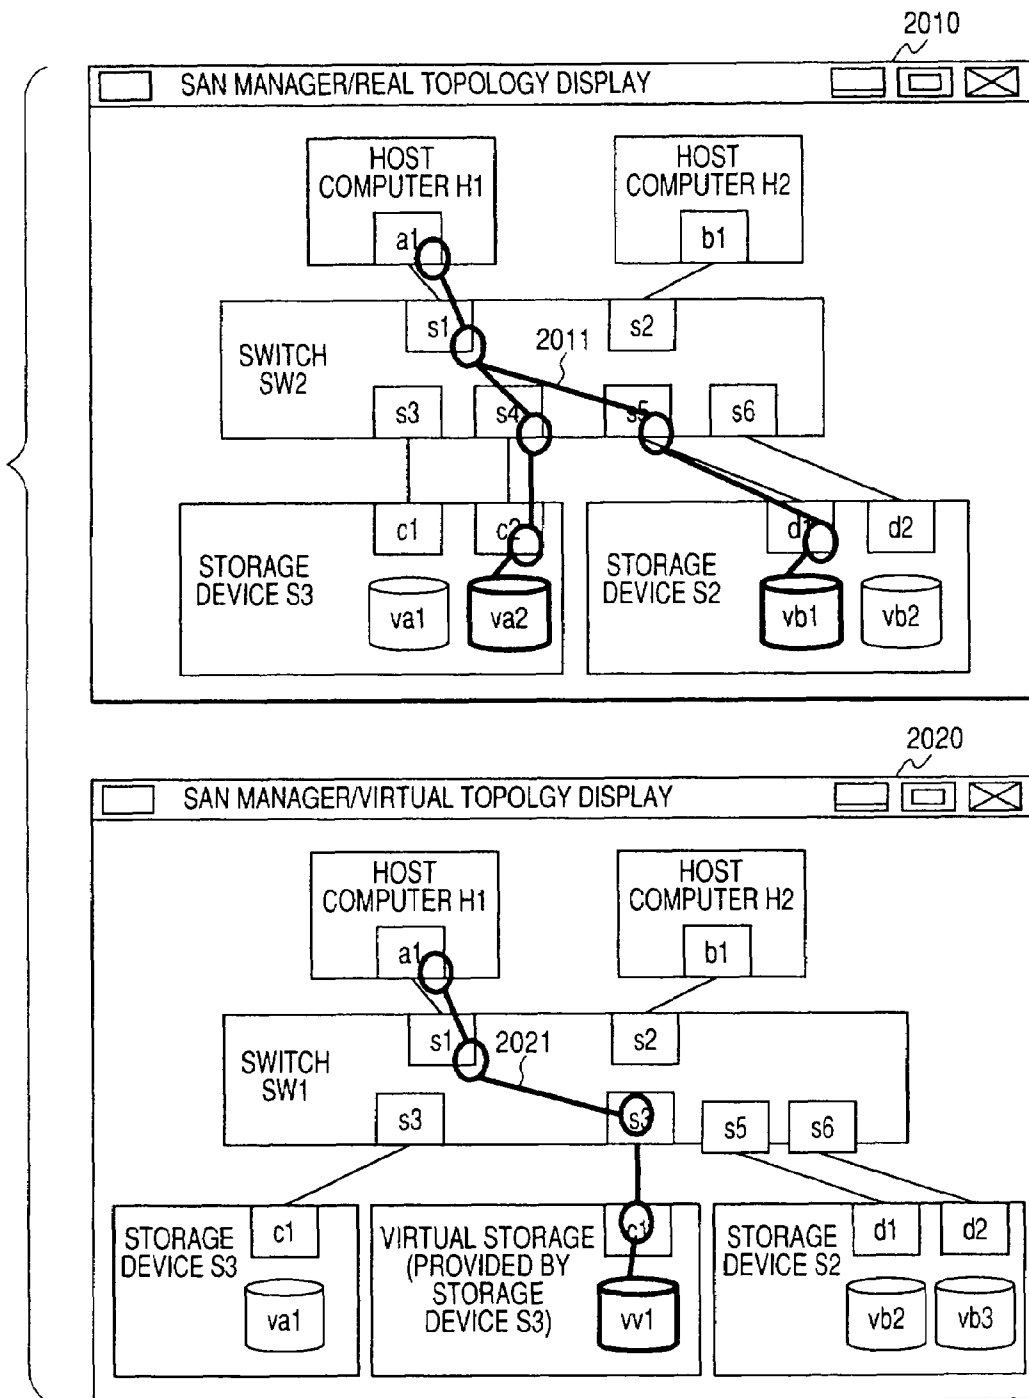 2010
SAN MANAGER/REAL TOPOLOGY DISPLAY
HOST
COMPUTER H1
a1
HOST
COMPUTER H2
b1
SWITCH
SW2
s1
s2
2011
s3
s4
s5
s6
STORAGE
DEVICE S3
c1
c2
va1
va2
STORAGE
DEVICE S2
d1
d2
vb1
vb2
2020
SAN MANAGER/VIRTUAL TOPOLGY DISPLAY
HOST
COMPUTER H1
a1
HOST
COMPUTER H2
b1
SWITCH
SW1
s1
2021
s2
s3
s3
s5
s6
STORAGE
DEVICE S3
c1
va1
VIRTUAL STORAGE
(PROVIDED BY
STORAGE
DEVICE S3)
c1
vv1
STORAGE
DEVICE S2
d1
d2
vb2
vb3